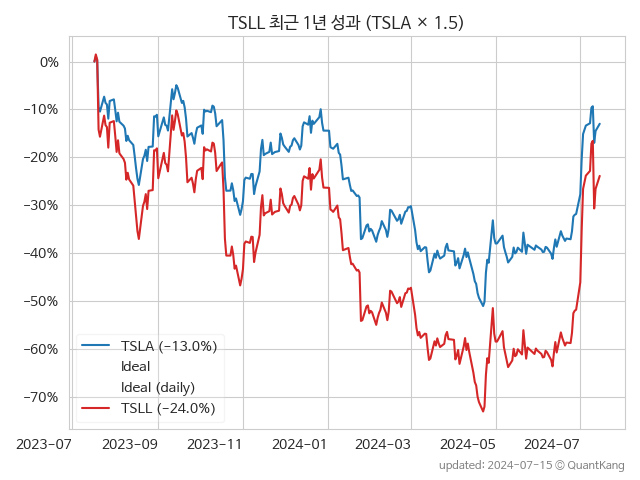 TSLL 최근 1년 성과 (TSLA × 1.5)
0%
−10%
−20%
−30%
−40%
−50%
−60%
−70%
TSLA (−13.0%)
Ideal
Ideal (daily)
TSLL (−24.0%)
2023-07 2023-09 2023-11 2024-01 2024-03 2024-05 2024-07
updated: 2024-07-15 © QuantKang